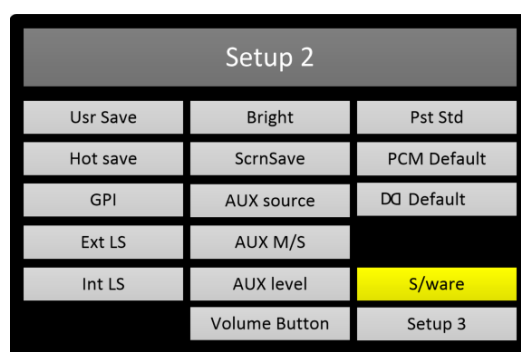 Setup 2
Usr Save Bright Pst Std
Hot save ScrnSave PCM Default
GPI AUX source Default
Ext LS AUX M/S
Int LS AUX level S/ware
Volume Button Setup 3